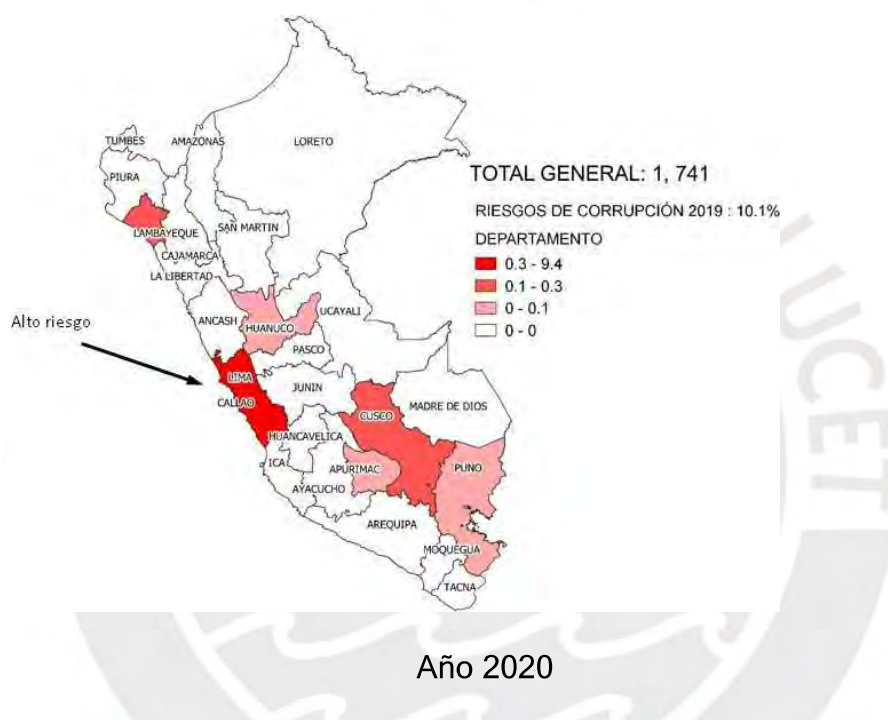 TUMBES
AMAZONAS
LORETO
PIURA
LAMBAYEQUE
SAN MARTIN
CAJAMARCA
LA LIBERTAD
ANCASH
HUANUCO
UCAYALI
PASCO
Alto riesgo
LIMA
CALLAO
JUNIN
CUSCO
MADRE DE DIOS
HUANCAVELICA
ICA
APURIMAC
PUNO
AYACUCHO
AREQUIPA
MOQUEGUA
TACNA
TOTAL GENERAL: 1, 741
RIESGOS DE CORRUPCIÓN 2019 : 10.1%
DEPARTAMENTO
0.3 - 9.4
0.1 - 0.3
0 - 0.1
0 - 0
Año 2020
UCET